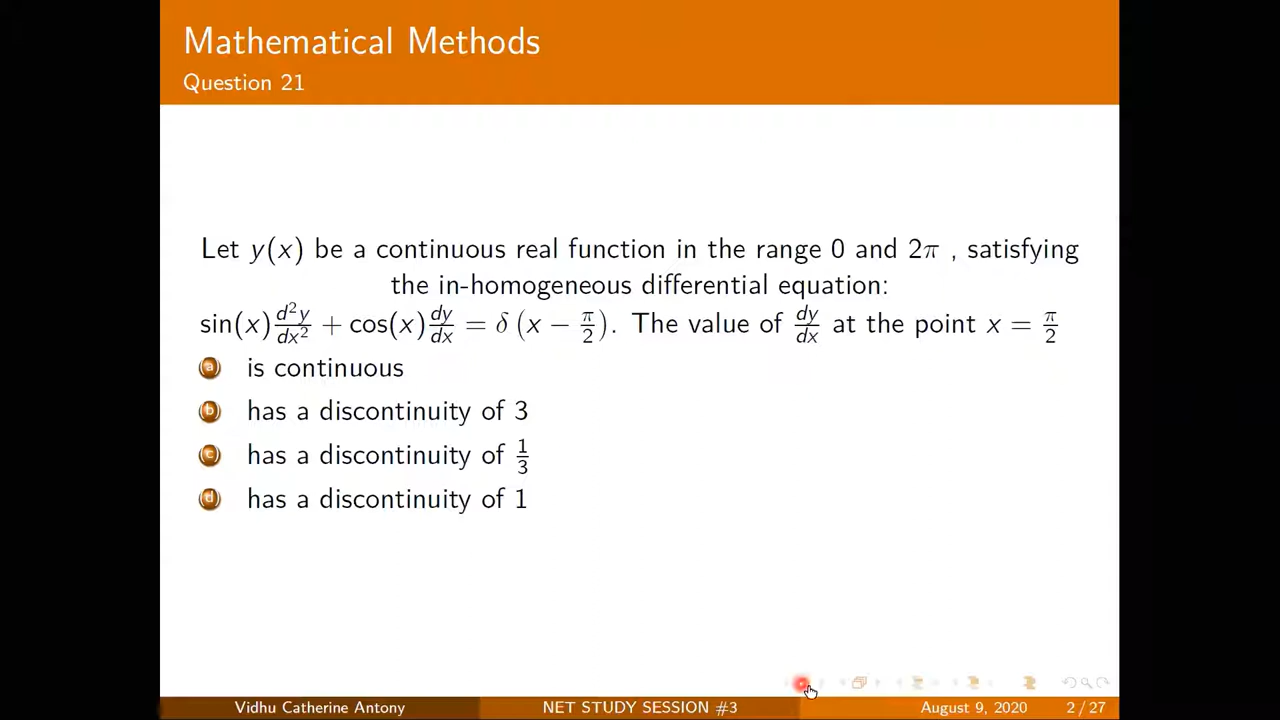 Mathematical Methods
Question 21
Let y(x) be a continuous real function in the range 0 and 2π , satisfying
the in-homogeneous differential equation:
sin(x) d²y/dx² + cos(x) dy/dx = δ (x − π/2). The value of dy/dx at the point x = π/2
a is continuous
b has a discontinuity of 3
c has a discontinuity of 1/3
d has a discontinuity of 1
Vidhu Catherine Antony NET STUDY SESSION #3 August 9, 2020 2 / 27